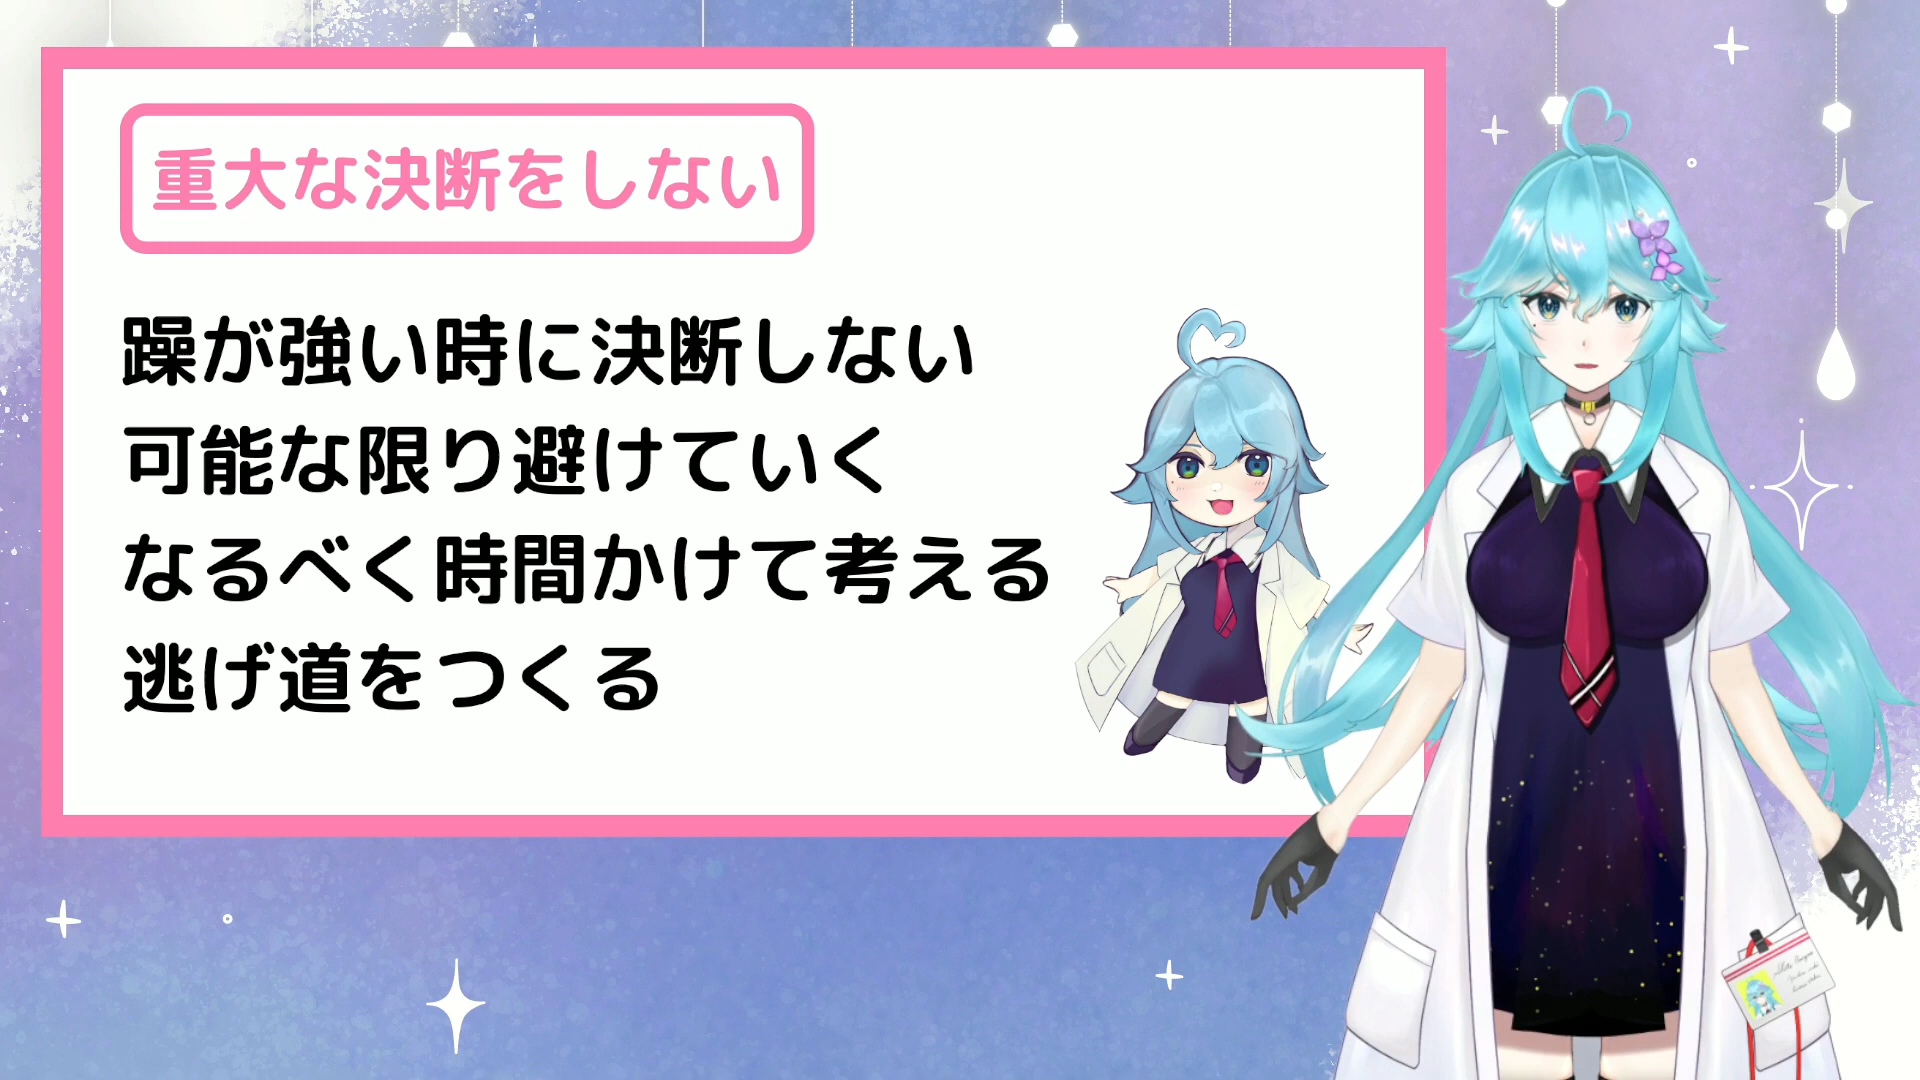 重大な決断をしない
躁が強い時に決断しない
可能な限り避けていく
なるべく時間かけて考える
逃げ道をつくる